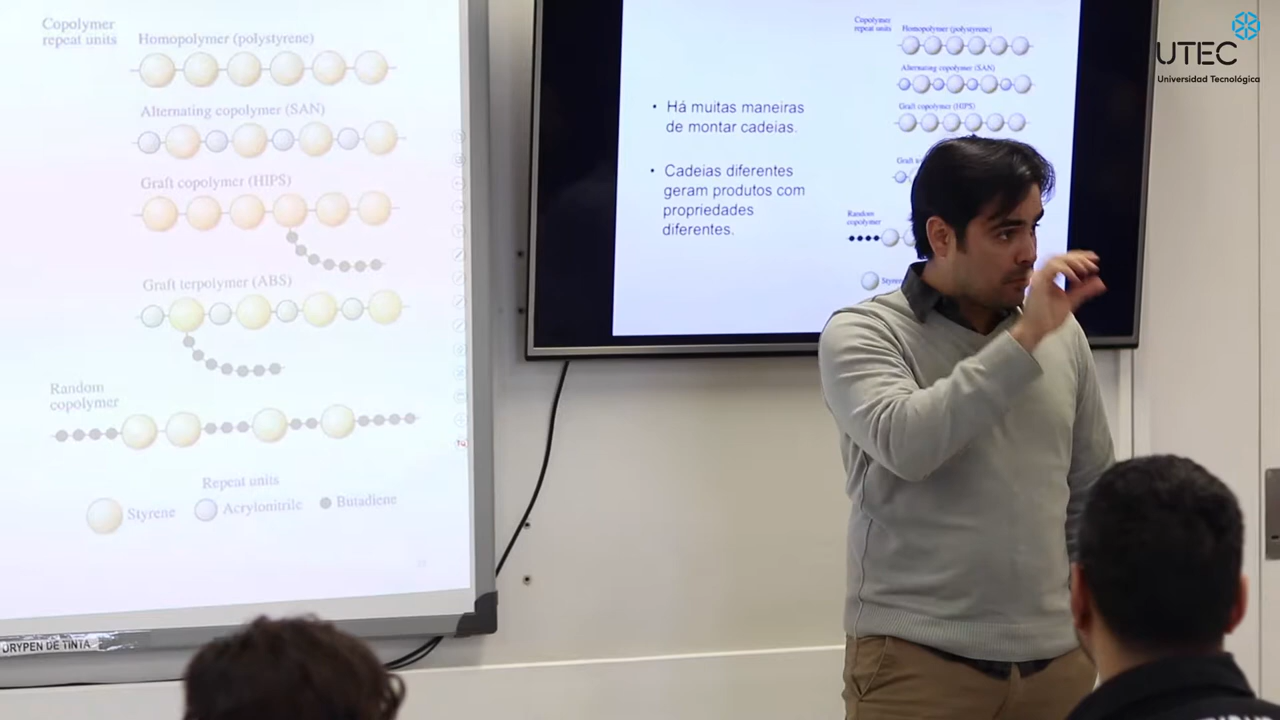 Copolymer
repeat units
Homopolymer (polystyrene)
Alternating copolymer (SAN)
Graft copolymer (HIPS)
Graft terpolymer (ABS)
Random
copolymer
Repeat units
Styrene
Acrylonitrile
Butadiene
URYPEN DE TINTA
• Há muitas maneiras
de montar cadeias.
• Cadeias diferentes
geram produtos com
propriedades
diferentes.
Copolymer
repeat units
Homopolymer (polystyrene)
Alternating copolymer (SAN)
Graft copolymer (HIPS)
Random
copolymer
UTEC
Universidad Tecnológica